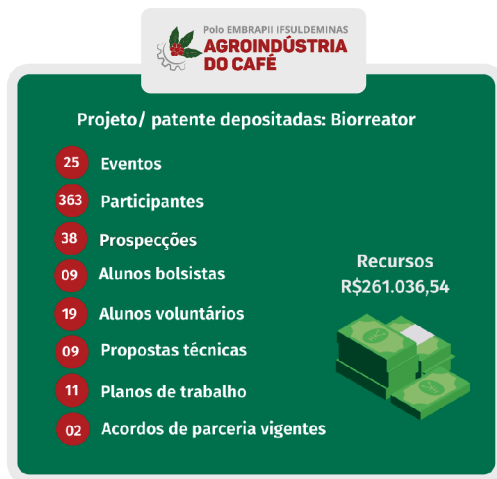 Polo EMBRAPII IFSULDEMINAS
AGROINDÚSTRIA
DO CAFÉ
Projeto/ patente depositadas: Biorreator
25 Eventos
363 Participantes
38 Prospecções
09 Alunos bolsistas
19 Alunos voluntários
09 Propostas técnicas
11 Planos de trabalho
02 Acordos de parceria vigentes
Recursos
R$261.036,54